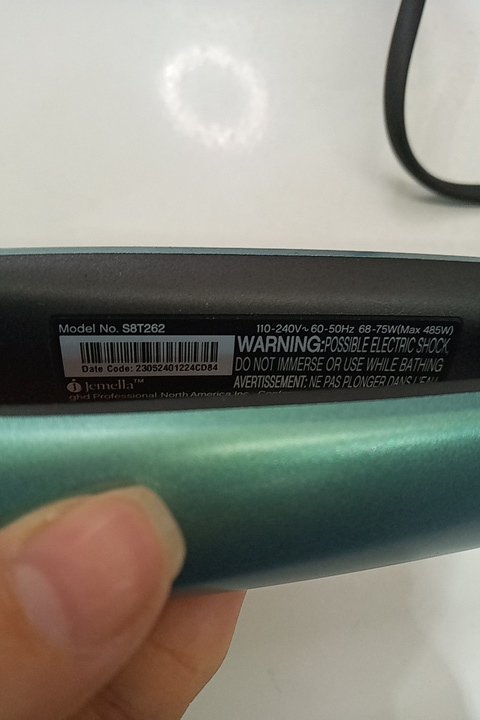 Model No. S8T262
110-240V~ 60-50Hz 68-75W(Max 485W)
Date Code: 23052401224CD84
WARNING:POSSIBLE ELECTRIC SHOCK.
DO NOT IMMERSE OR USE WHILE BATHING
AVERTISSEMENT: NE PAS PLONGER DANS L'EAU
Jemella™
ghd Professional North America Inc.